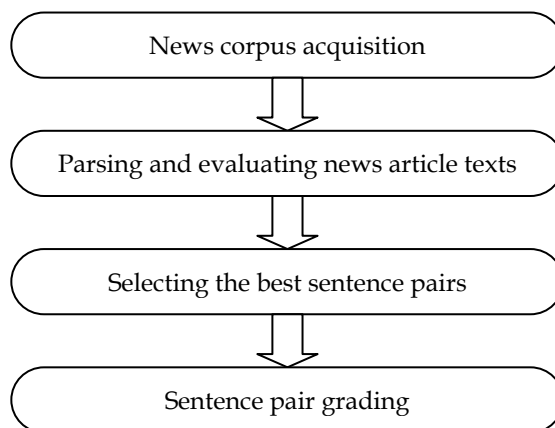 News corpus acquisition
Parsing and evaluating news article texts
Selecting the best sentence pairs
Sentence pair grading